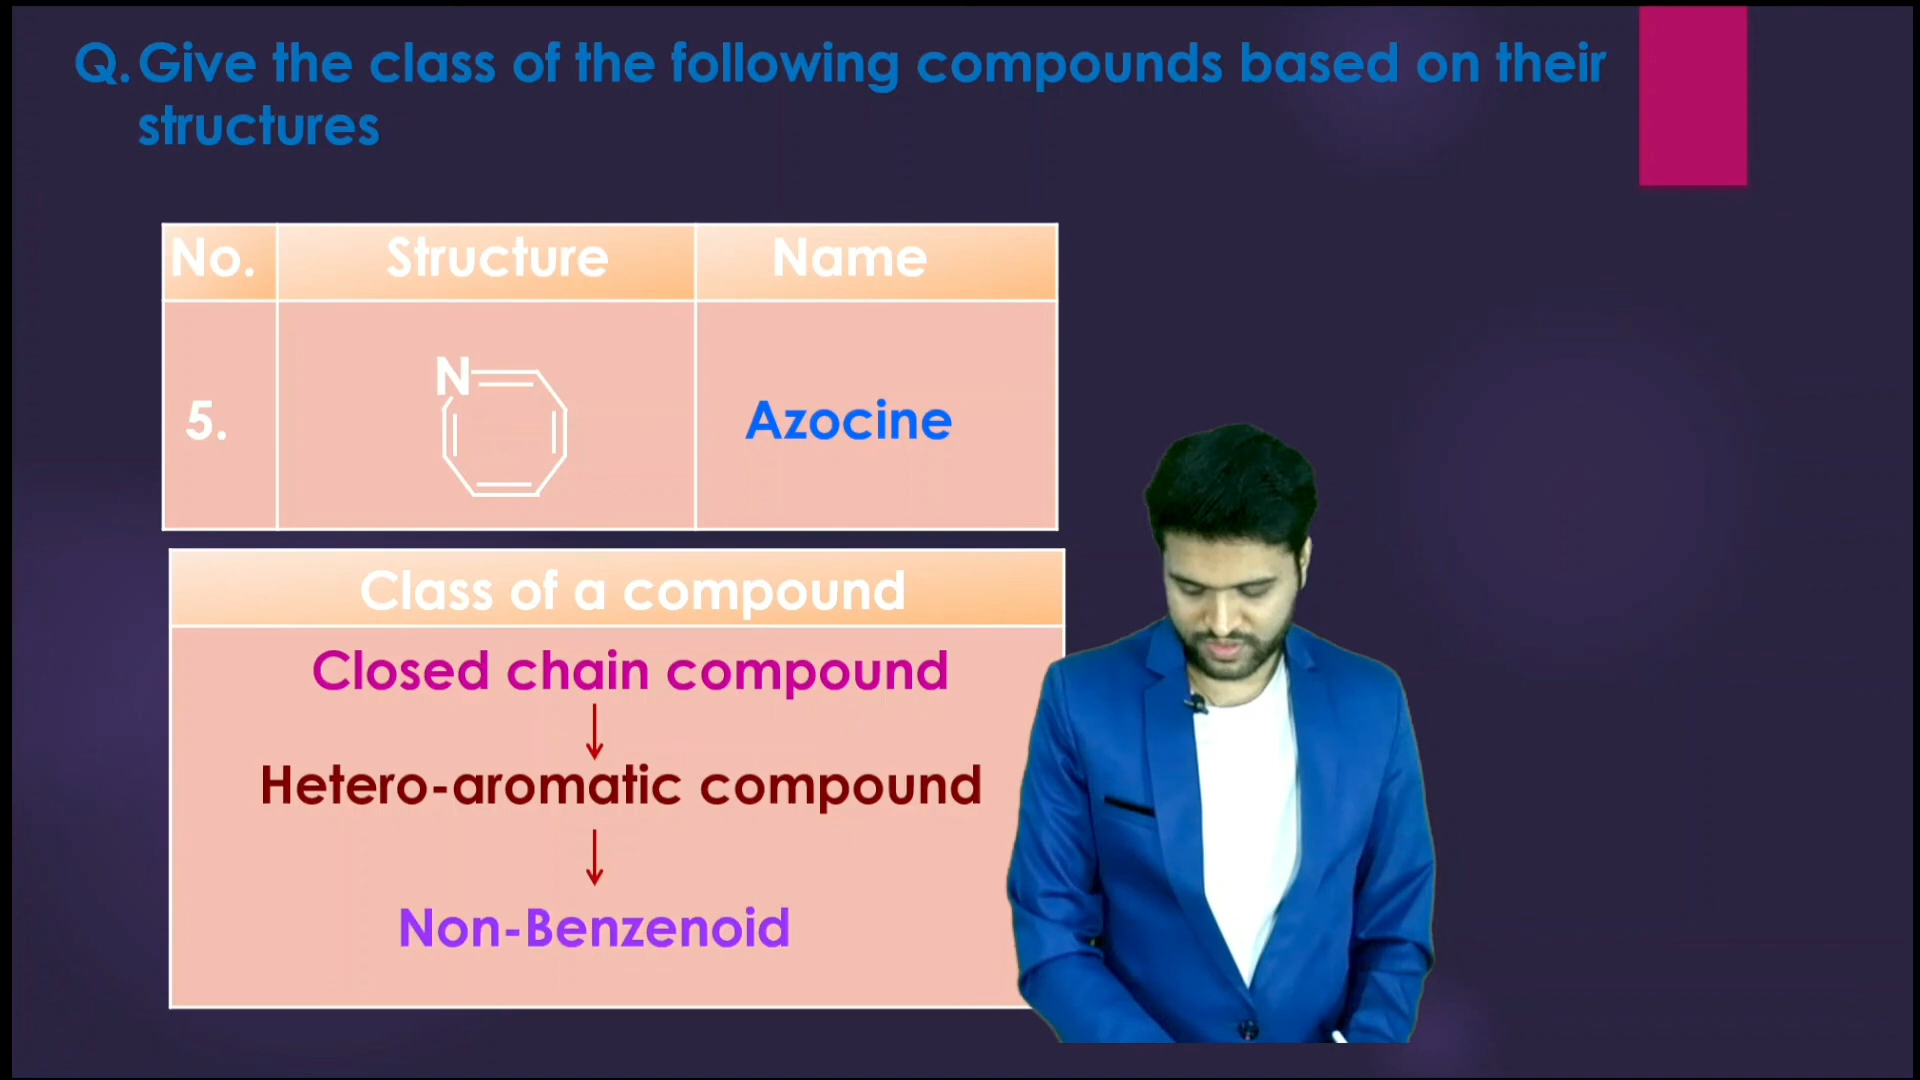 Q. Give the class of the following compounds based on their
structures
No. Structure Name
N
5. Azocine
Class of a compound
Closed chain compound
Hetero-aromatic compound
Non-Benzenoid